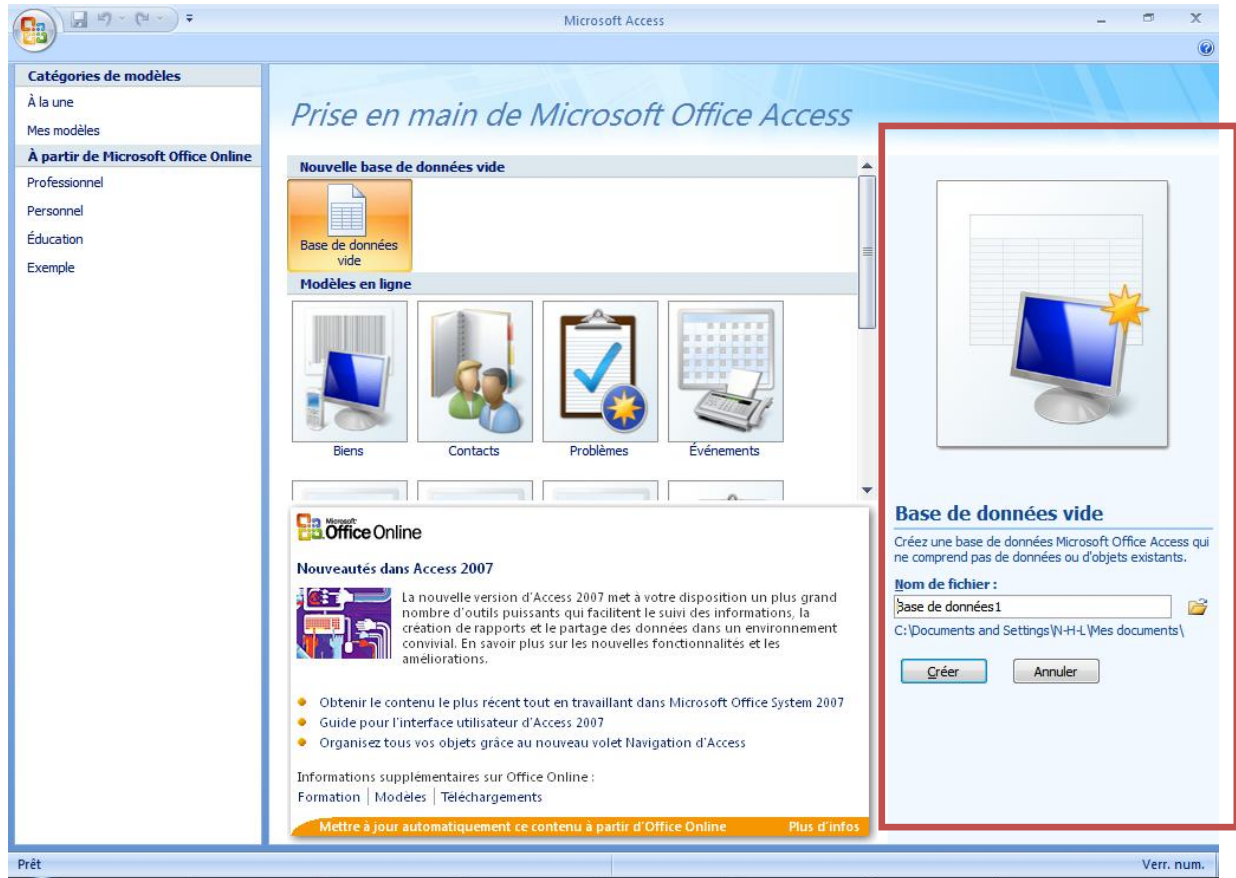 Microsoft Access
Catégories de modèles
À la une
Mes modèles
À partir de Microsoft Office Online
Professionnel
Personnel
Éducation
Exemple
Prise en main de Microsoft Office Access
Nouvelle base de données vide
Base de données
vide
Modèles en ligne
Biens
Contacts
Problèmes
Événements
Microsoft
Office Online
Nouveautés dans Access 2007
La nouvelle version d'Access 2007 met à votre disposition un plus grand
nombre d'outils puissants qui facilitent le suivi des informations, la
création de rapports et le partage des données dans un environnement
convivial. En savoir plus sur les nouvelles fonctionnalités et les
améliorations.
Obtenir le contenu le plus récent tout en travaillant dans Microsoft Office System 2007
Guide pour l'interface utilisateur d'Access 2007
Organisez tous vos objets grâce au nouveau volet Navigation d'Access
Informations supplémentaires sur Office Online :
Formation | Modèles | Téléchargements
Mettre à jour automatiquement ce contenu à partir d'Office Online Plus d'infos
Base de données vide
Créez une base de données Microsoft Office Access qui
ne comprend pas de données ou d'objets existants.
Nom de fichier :
Base de données1
C:\Documents and Settings\N-H-L\Mes documents\
Créer
Annuler
Prêt
Verr. num.